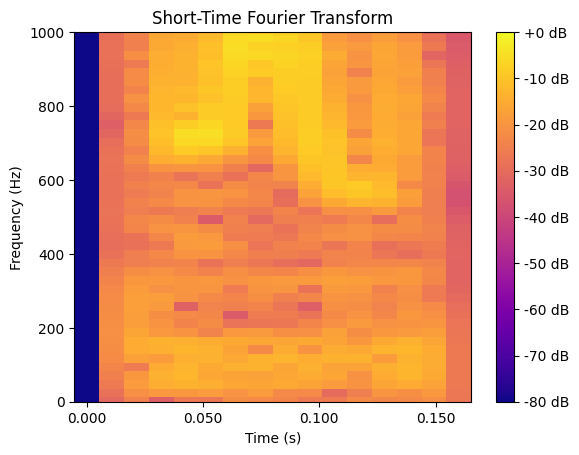 Short-Time Fourier Transform
1000
800
600
400
200
0
Frequency (Hz)
0.000
0.050
0.100
0.150
Time (s)
+0 dB
-10 dB
-20 dB
-30 dB
-40 dB
-50 dB
-60 dB
-70 dB
-80 dB